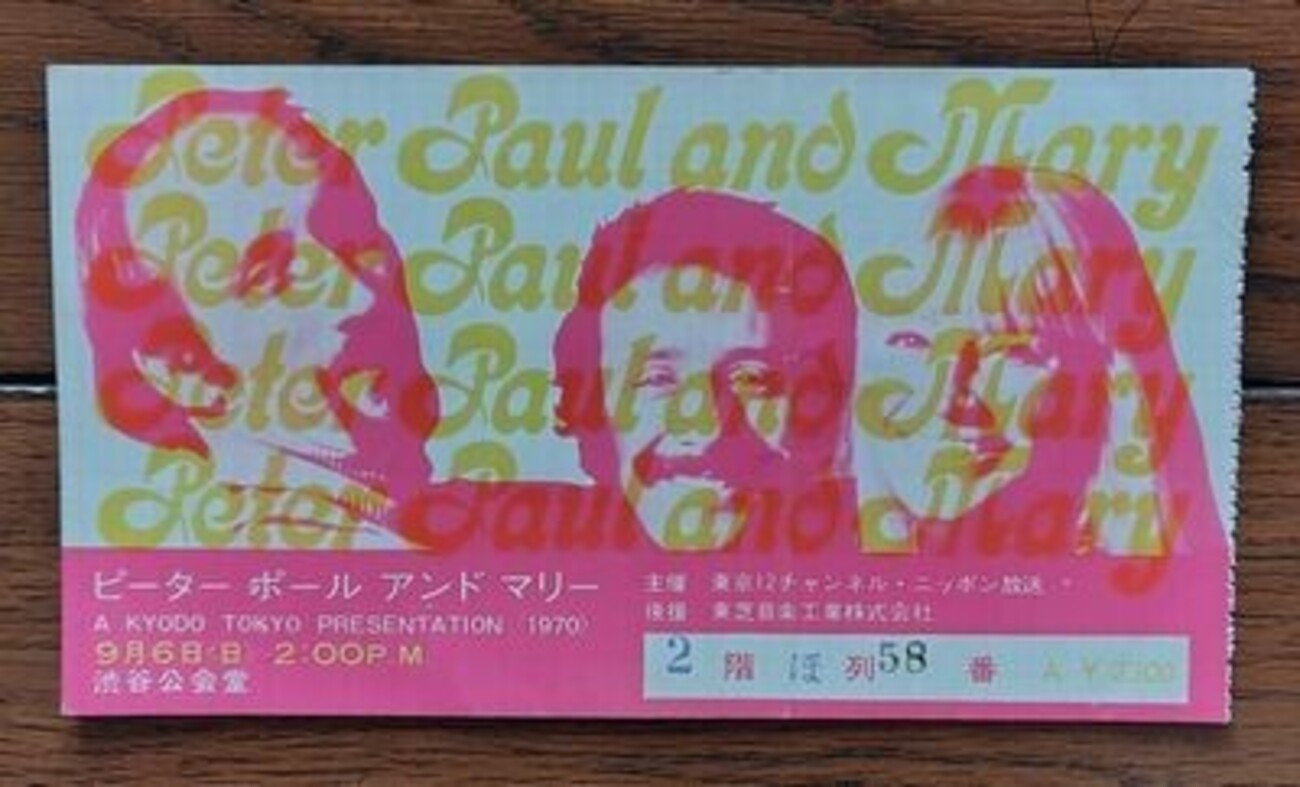 Peter Paul and Mary
Peter Paul and Mary
Peter Paul and Mary
Peter Paul and Mary
ピーター ポール アンド マリー
A KYODO TOKYO PRESENTATION 1970
9月6日·日 2:00PM
渋谷公会堂
主催 東京12チャンネル・ニッポン放送
後援 東芝音楽工業株式会社
2 階 ほ 列 58 番 A